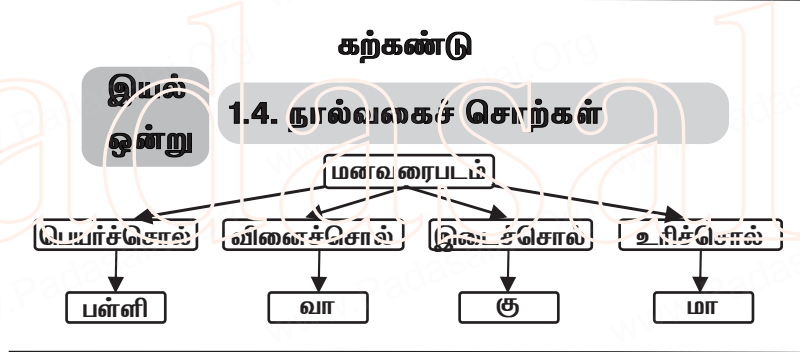 கற்கண்டு
இயல்
ஒன்று
1.4. நால்வகைச் சொற்கள்
மனவரைபடம்
பெயர்ச்சொல் வினைச்சொல் இடைச்சொல் உரிச்சொல்
பள்ளி வா கு மா